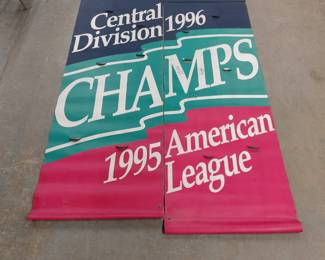 Central 1996
Division
CHAMPS
1995 American
League